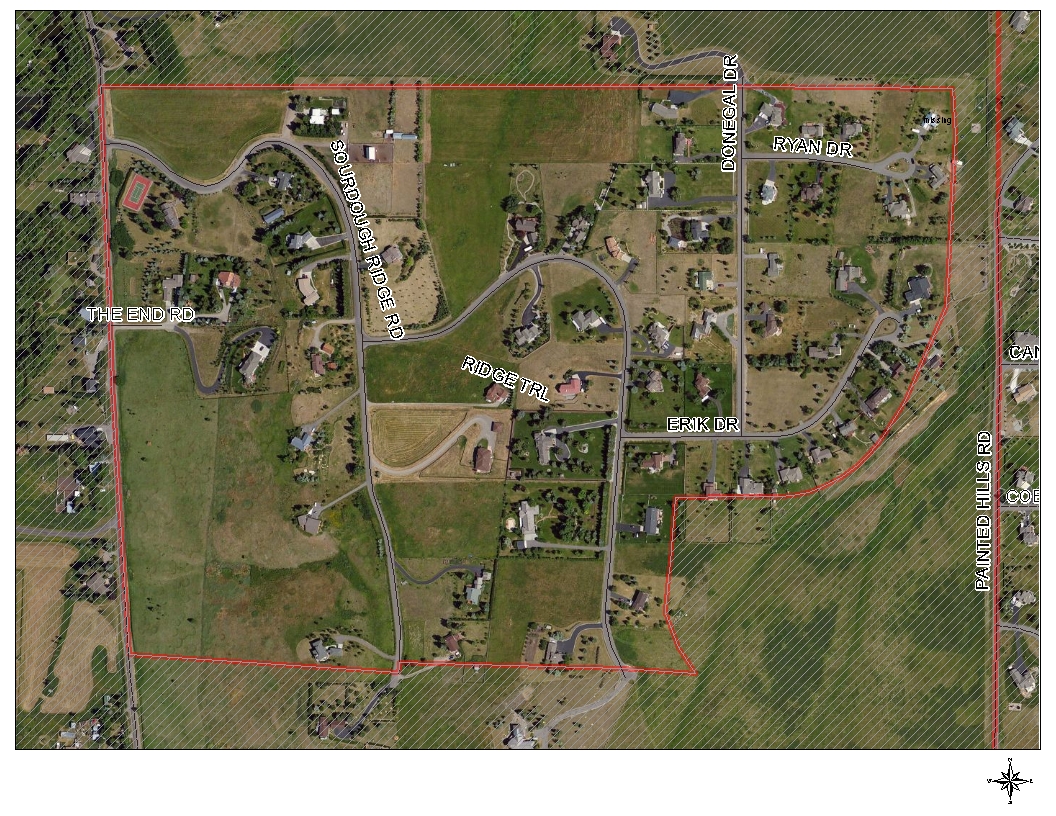 DONEGAL DR
missing
RYAN DR
SOURDOUGH RIDGE RD
THE END RD
CAN
RIDGE TRL
ERIK DR
PAINTED HILLS RD
COB